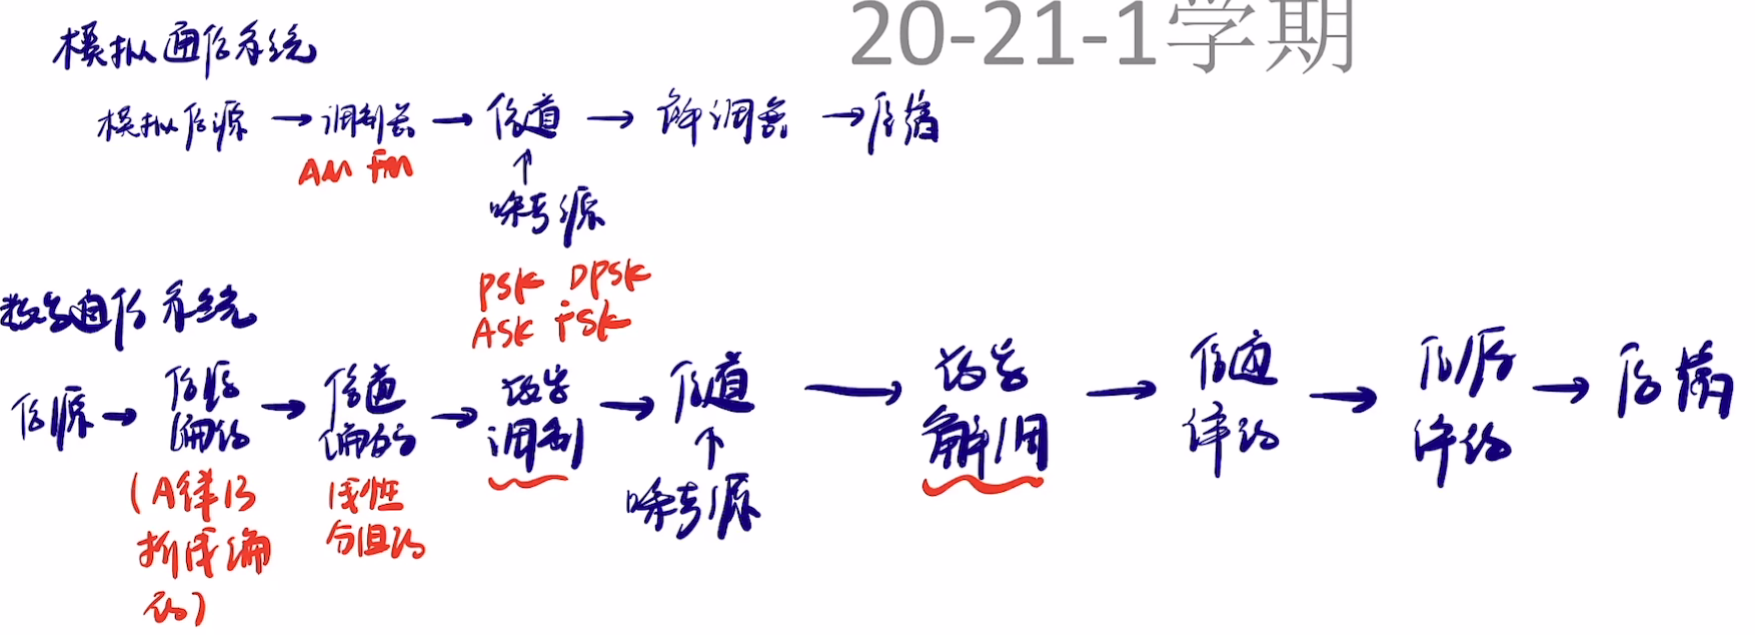 20-21-1学期
模拟通信系统
模拟信源 → 调制器 → 信道 → 解调器 → 信宿
AM FM
↑
噪声源
PSK DPSK
ASK FSK
数字通信系统
信源 → 信源编码 → 信道编码 → 数字调制 → 信道 → 数字解调 → 信道译码 → 信源译码 → 信宿
↑
噪声源
(A律13
折线编
码)
线性
分组码